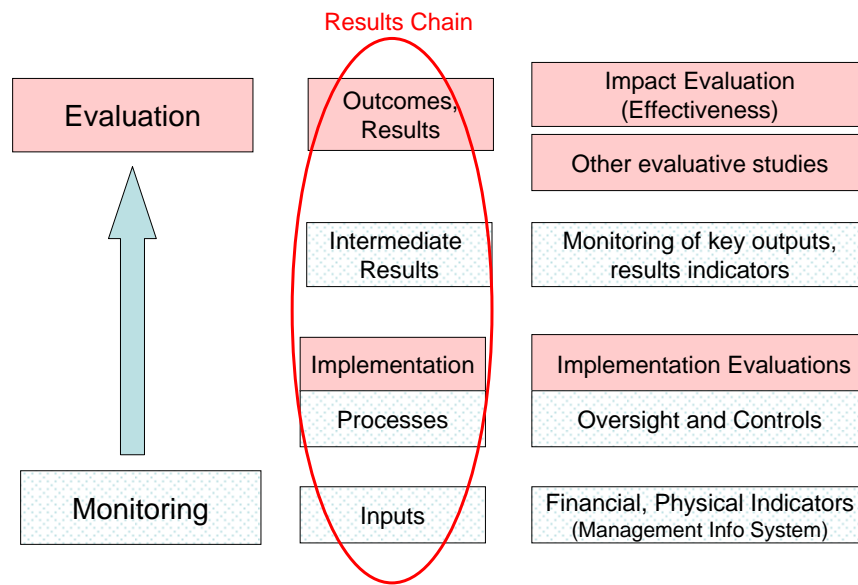 Results Chain
Evaluation
Outcomes,
Results
Impact Evaluation
(Effectiveness)
Other evaluative studies
Intermediate
Results
Monitoring of key outputs,
results indicators
Implementation
Implementation Evaluations
Processes
Oversight and Controls
Monitoring
Inputs
Financial, Physical Indicators
(Management Info System)